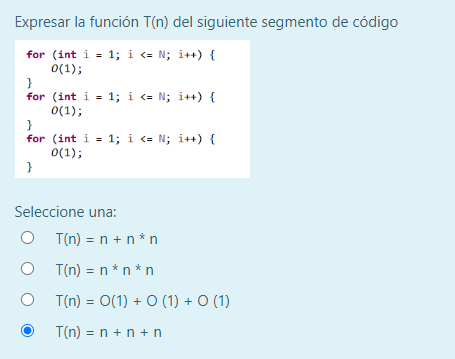 Expresar la función T(n) del siguiente segmento de código
for (int i = 1; i <= N; i++) {
O(1);
}
for (int i = 1; i <= N; i++) {
O(1);
}
for (int i = 1; i <= N; i++) {
O(1);
}
Seleccione una:
T(n) = n + n * n
T(n) = n * n * n
T(n) = O(1) + O (1) + O (1)
T(n) = n + n + n